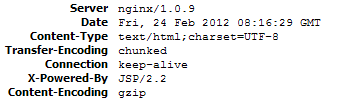 Server nginx/1.0.9
Date Fri, 24 Feb 2012 08:16:29 GMT
Content-Type text/html;charset=UTF-8
Transfer-Encoding chunked
Connection keep-alive
X-Powered-By JSP/2.2
Content-Encoding gzip